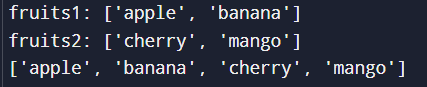 fruits1: ['apple', 'banana']
fruits2: ['cherry', 'mango']
['apple', 'banana', 'cherry', 'mango']